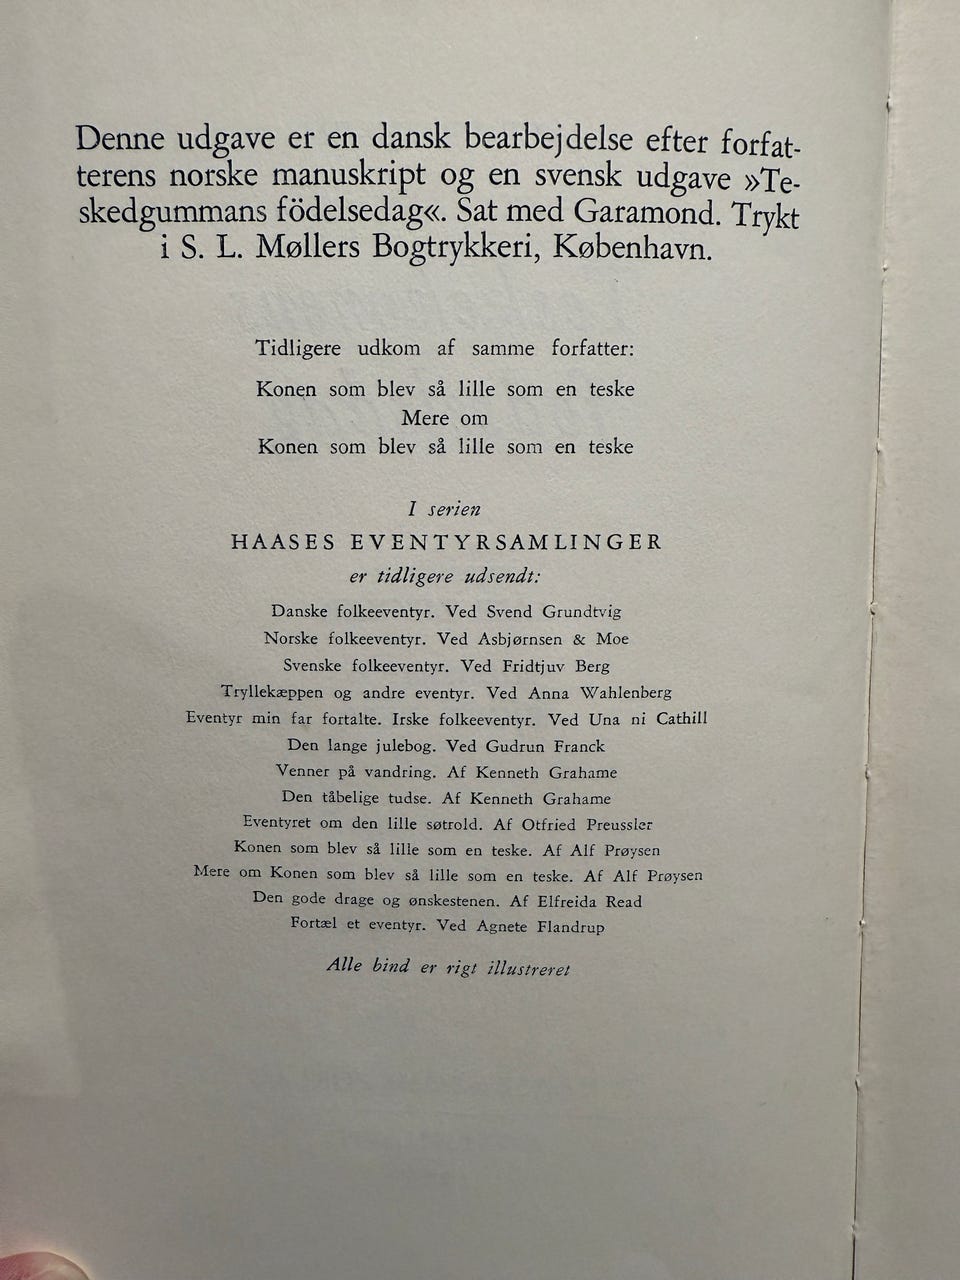 Denne udgave er en dansk bearbejdelse efter forfat-
terens norske manuskript og en svensk udgave »Te-
skedgummans födelsedag«. Sat med Garamond. Trykt
i S. L. Møllers Bogtrykkeri, København.
Tidligere udkom af samme forfatter:
Konen som blev så lille som en teske
Mere om
Konen som blev så lille som en teske
I serien
HAASES EVENTYRSAMLINGER
er tidligere udsendt:
Danske folkeeventyr. Ved Svend Grundtvig
Norske folkeeventyr. Ved Asbjørnsen & Moe
Svenske folkeeventyr. Ved Fridtjuv Berg
Tryllekæppen og andre eventyr. Ved Anna Wahlenberg
Eventyr min far fortalte. Irske folkeeventyr. Ved Una ni Cathill
Den lange julebog. Ved Gudrun Franck
Venner på vandring. Af Kenneth Grahame
Den tåbelige tudse. Af Kenneth Grahame
Eventyret om den lille søtrold. Af Otfried Preussler
Konen som blev så lille som en teske. Af Alf Prøysen
Mere om Konen som blev så lille som en teske. Af Alf Prøysen
Den gode drage og ønskestenen. Af Elfreida Read
Fortæl et eventyr. Ved Agnete Flandrup
Alle bind er rigt illustreret